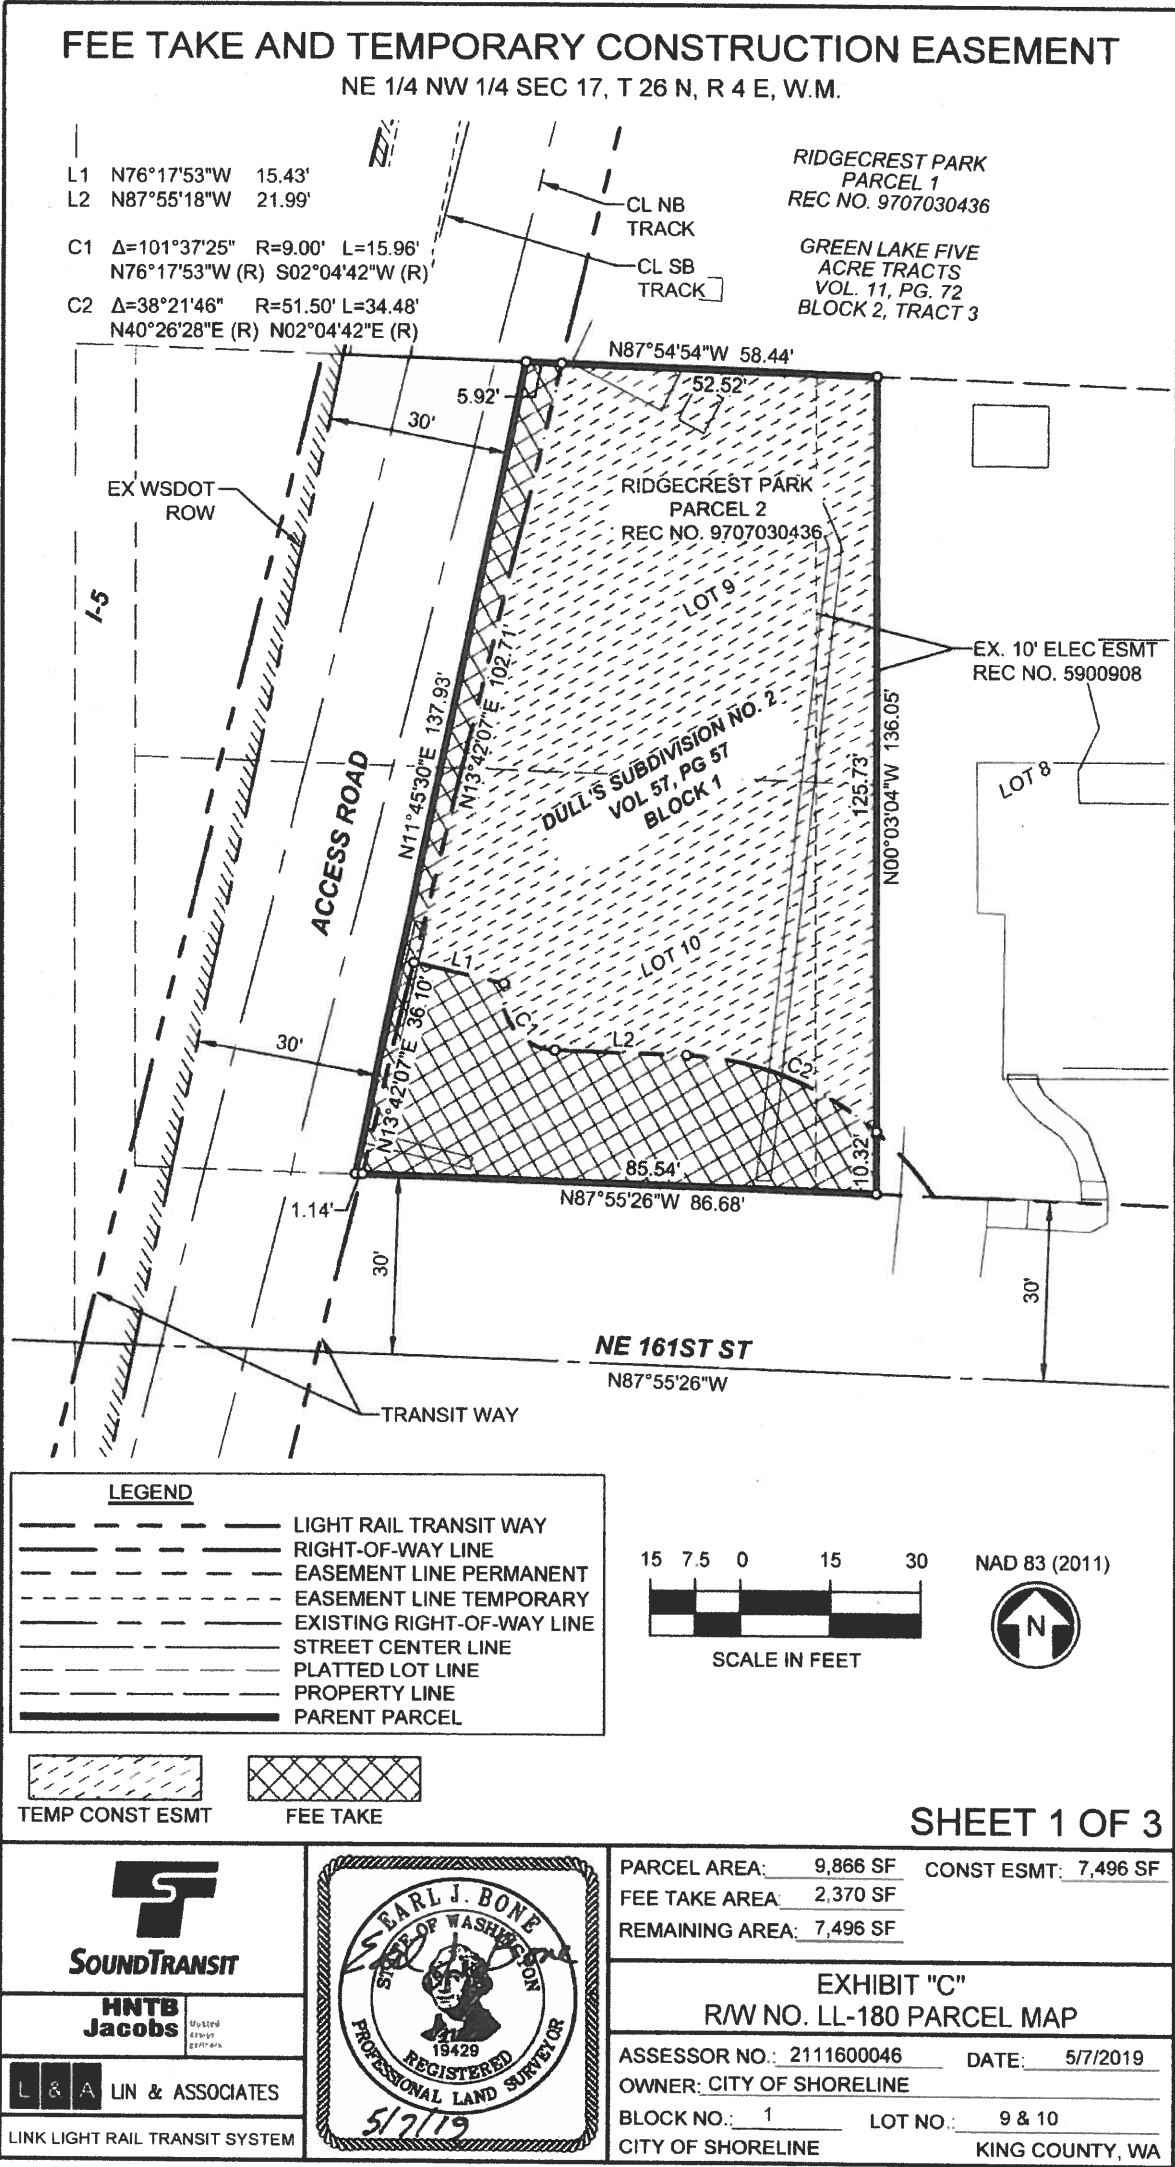 FEE TAKE AND TEMPORARY CONSTRUCTION EASEMENT
NE 1/4 NW 1/4 SEC 17, T 26 N, R 4 E, W.M.
L1 N76°17'53"W 15.43'
L2 N87°55'18"W 21.99'
C1 Δ=101°37'25" R=9.00' L=15.96'
N76°17'53"W (R) S02°04'42"W (R)
C2 Δ=38°21'46" R=51.50' L=34.48'
N40°26'28"E (R) N02°04'42"E (R)
CL NB
TRACK
CL SB
TRACK
RIDGECREST PARK
PARCEL 1
REC NO. 9707030436
GREEN LAKE FIVE
ACRE TRACTS
VOL. 11, PG. 72
BLOCK 2, TRACT 3
N87°54'54"W 58.44'
5.92'
52.52'
30'
EX WSDOT
ROW
I-5
RIDGECREST PARK
PARCEL 2
REC NO. 9707030436
LOT 9
EX. 10' ELEC ESMT
REC NO. 5900908
N11°45'30"E 137.93'
N13°42'07"E 102.71'
DULL'S SUBDIVISION NO. 2
VOL 57, PG 57
BLOCK 1
125.73'
N00°03'04"W 136.05'
LOT 8
ACCESS ROAD
LOT 10
L1
C1
L2
C2
N13°42'07"E 36.10'
30'
10.32'
85.54'
N87°55'26"W 86.68'
1.14'
30'
30'
NE 161ST ST
N87°55'26"W
TRANSIT WAY
LEGEND
LIGHT RAIL TRANSIT WAY
RIGHT-OF-WAY LINE
EASEMENT LINE PERMANENT
EASEMENT LINE TEMPORARY
EXISTING RIGHT-OF-WAY LINE
STREET CENTER LINE
PLATTED LOT LINE
PROPERTY LINE
PARENT PARCEL
15 7.5 0 15 30
SCALE IN FEET
NAD 83 (2011)
N
TEMP CONST ESMT
FEE TAKE
SHEET 1 OF 3
SOUNDTRANSIT
HNTB
Jacobs
trusted
design
partners
L & A LIN & ASSOCIATES
LINK LIGHT RAIL TRANSIT SYSTEM
EARL J. BONE
STATE OF WASHINGTON
19429
REGISTERED
PROFESSIONAL LAND SURVEYOR
5/7/19
PARCEL AREA: 9,866 SF CONST ESMT: 7,496 SF
FEE TAKE AREA: 2,370 SF
REMAINING AREA: 7,496 SF
EXHIBIT "C"
R/W NO. LL-180 PARCEL MAP
ASSESSOR NO.: 2111600046 DATE: 5/7/2019
OWNER: CITY OF SHORELINE
BLOCK NO.: 1 LOT NO.: 9 & 10
CITY OF SHORELINE KING COUNTY, WA